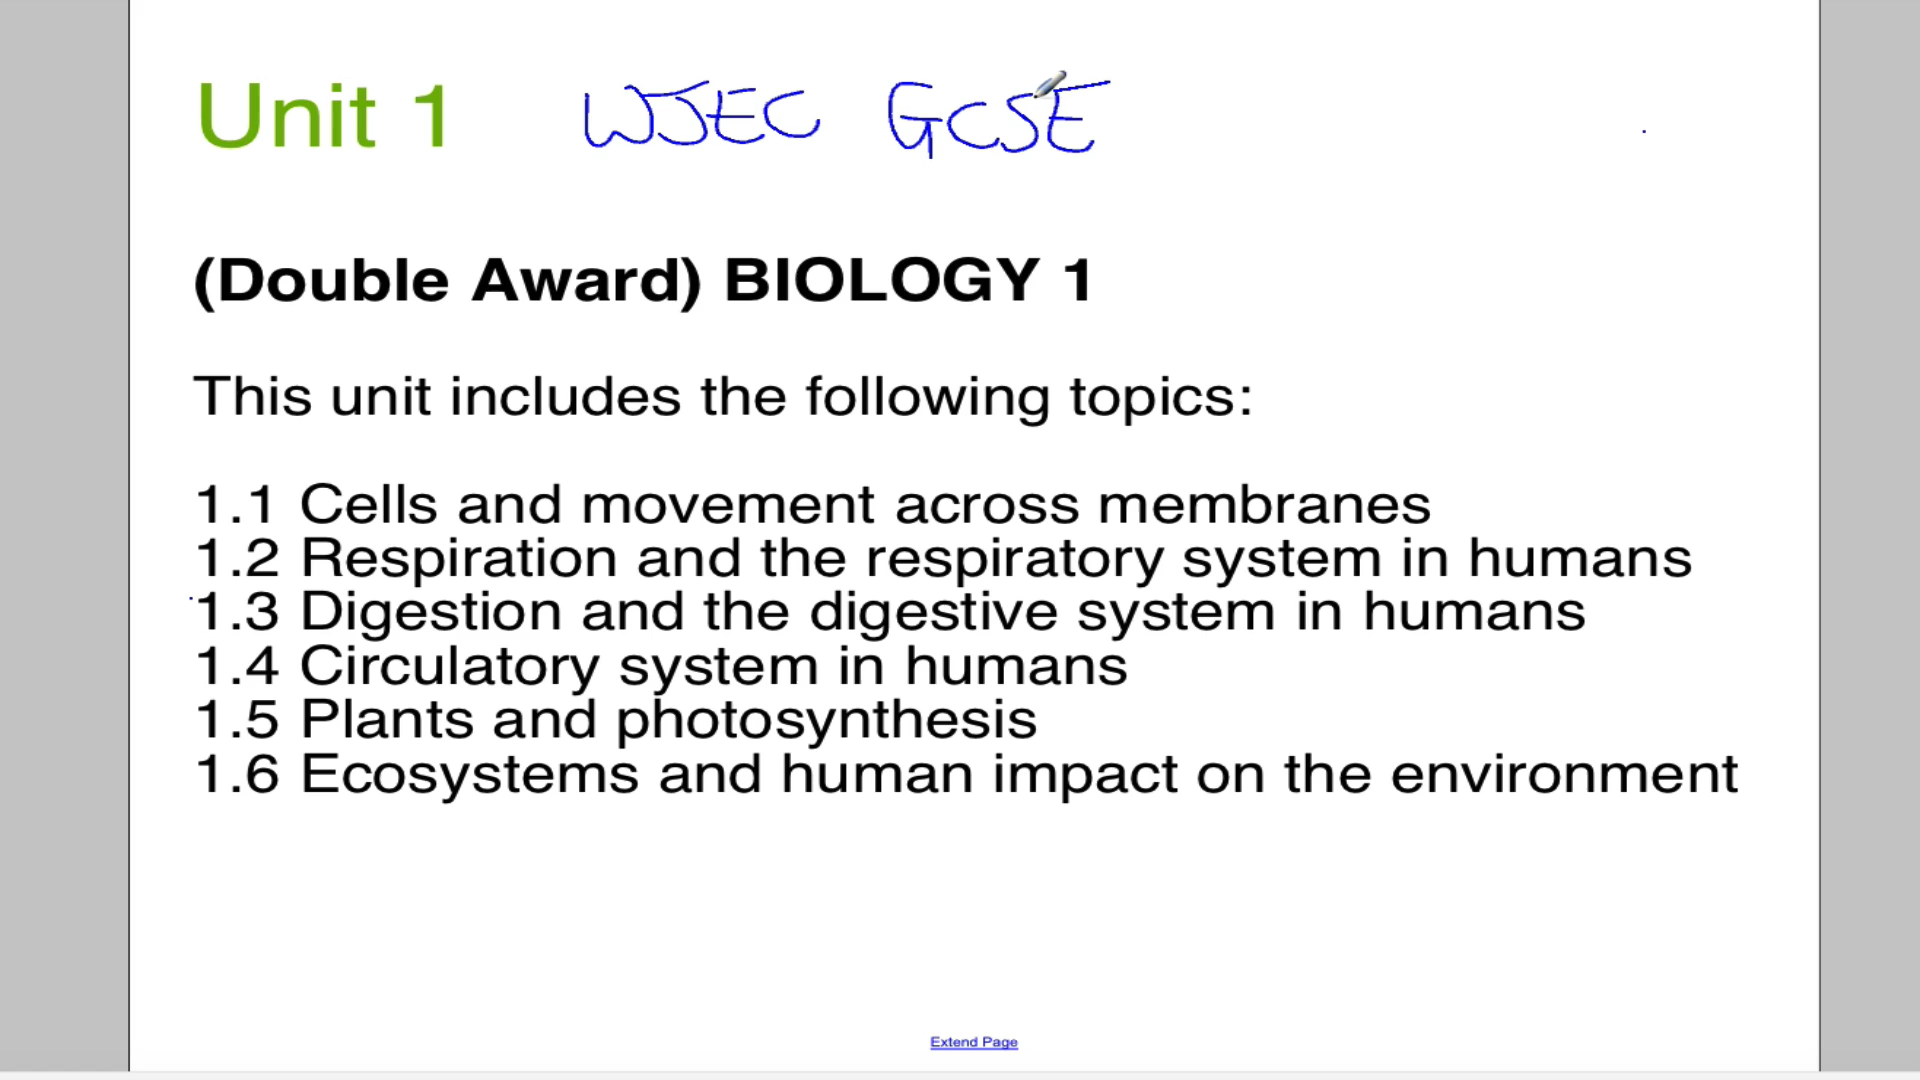 Unit 1 WJEC GCSE
(Double Award) BIOLOGY 1
This unit includes the following topics:
1.1 Cells and movement across membranes
1.2 Respiration and the respiratory system in humans
1.3 Digestion and the digestive system in humans
1.4 Circulatory system in humans
1.5 Plants and photosynthesis
1.6 Ecosystems and human impact on the environment
Extend Page